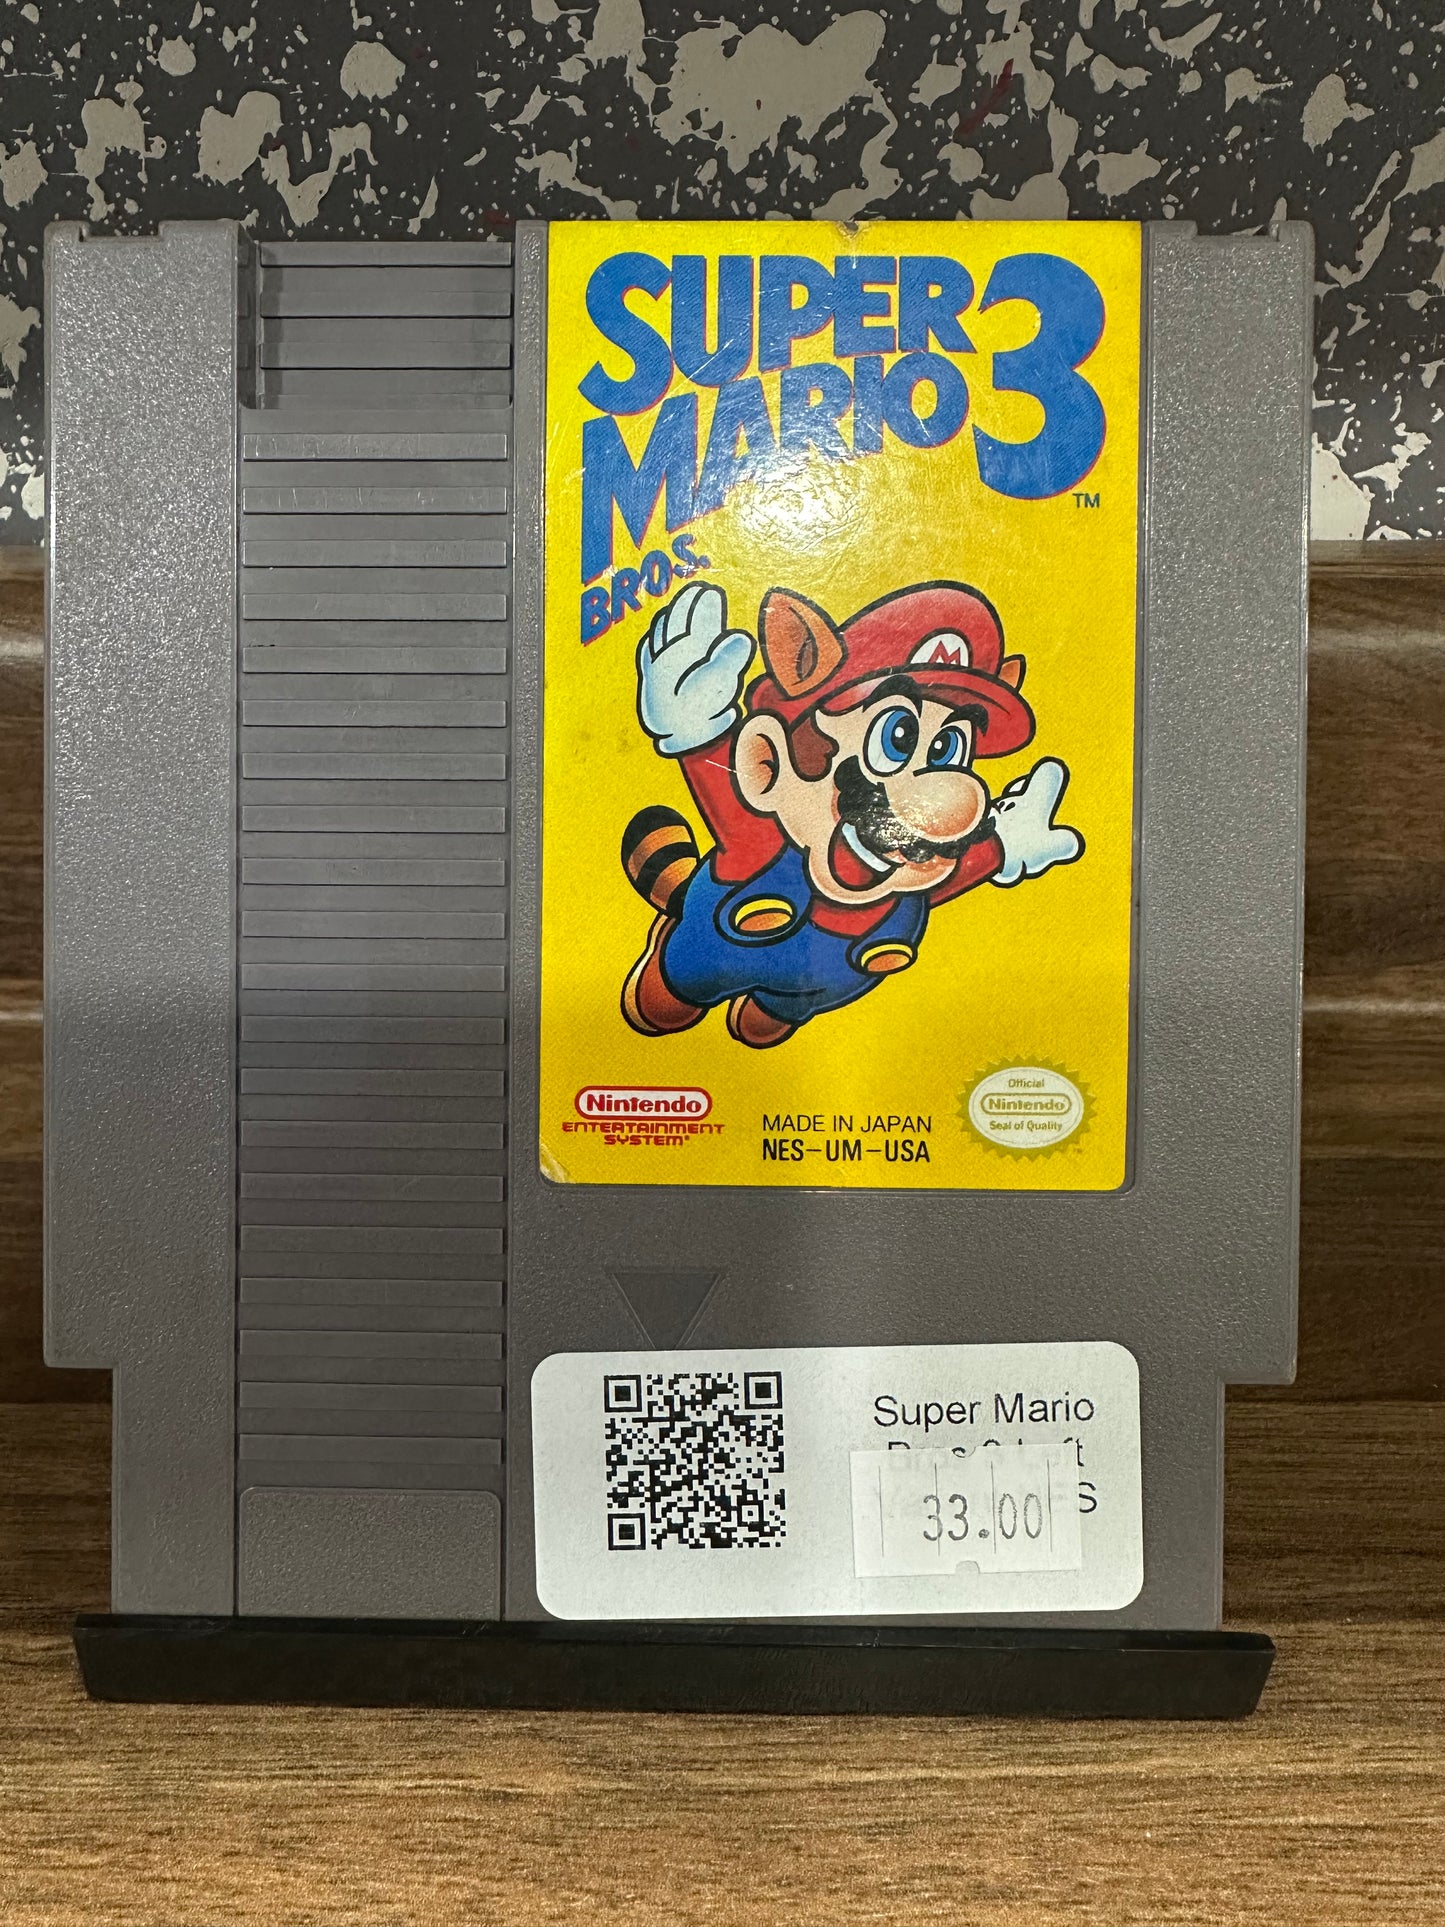 SUPER
MARIO
BROS.
3
TM
M
Nintendo
ENTERTAINMENT
SYSTEM®
MADE IN JAPAN
NES-UM-USA
Official
Nintendo
Seal of Quality
Super Mario
33.00